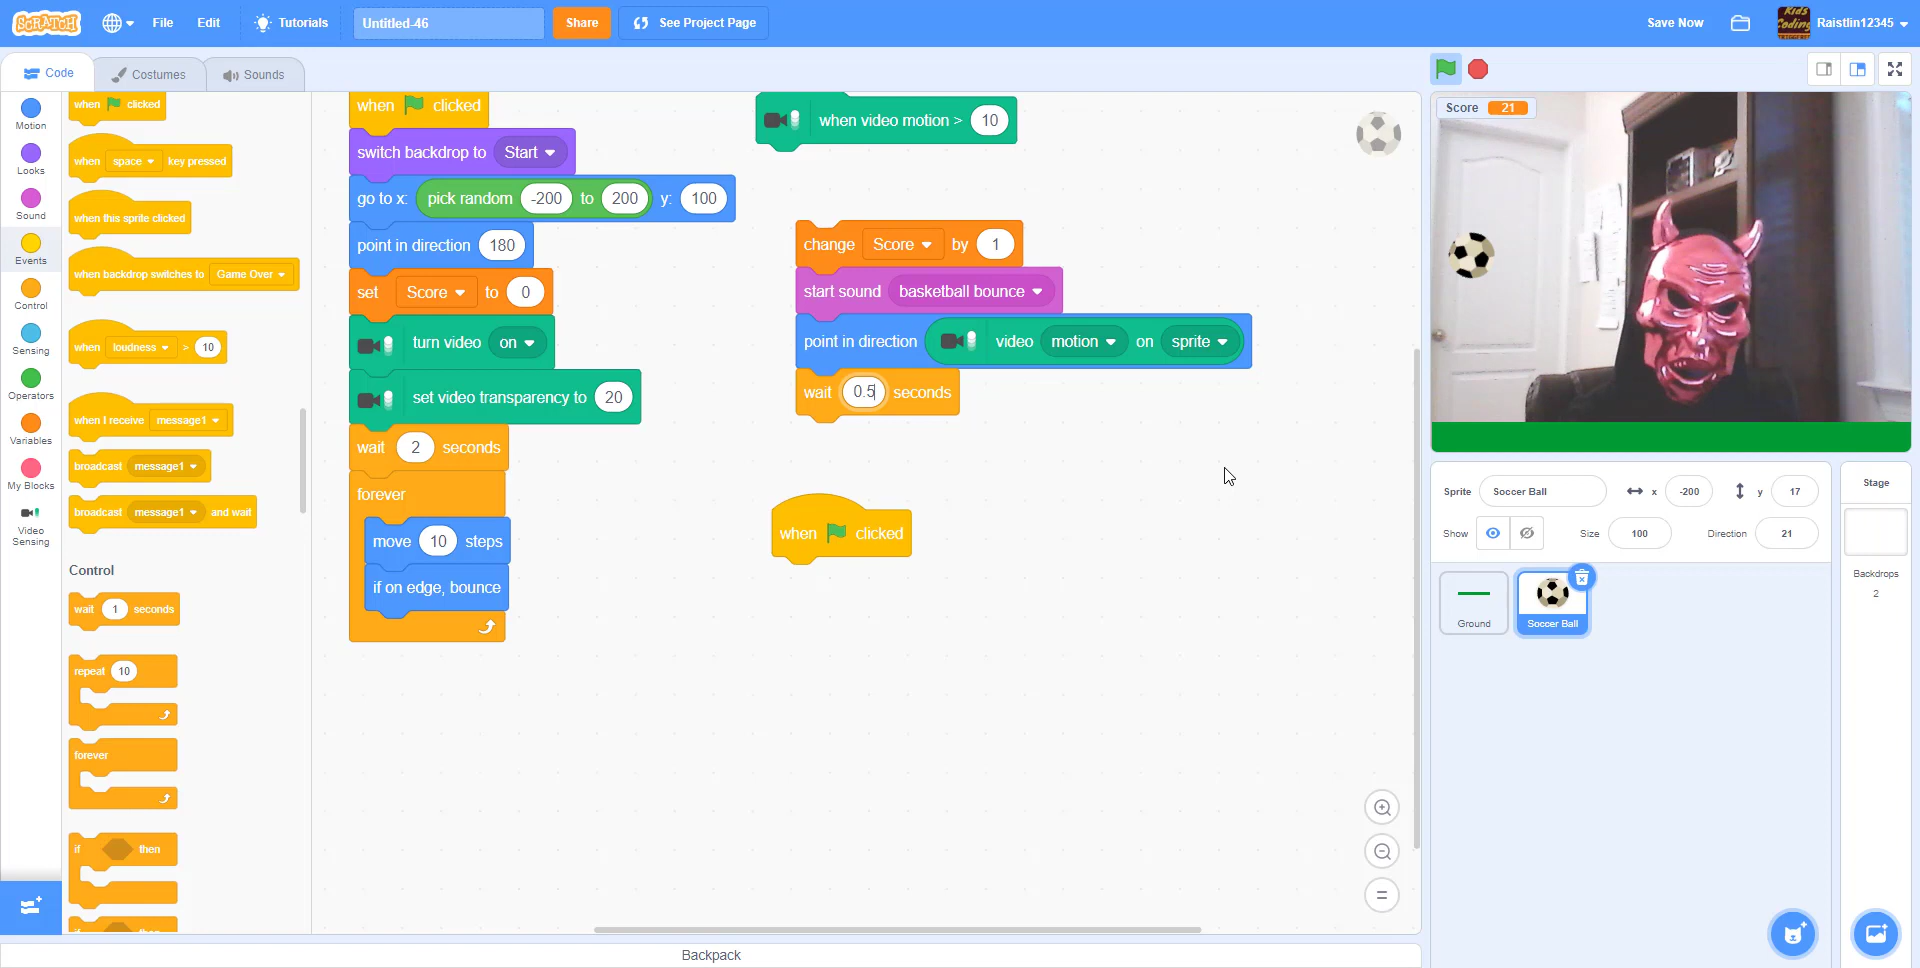 SCRATCH File Edit Tutorials Untitled-46 Share See Project Page Save Now Raistlin12345
Code Costumes Sounds
Motion
Looks
Sound
Events
Control
Sensing
Operators
Variables
My Blocks
Video
Sensing
when clicked
when space key pressed
when this sprite clicked
when backdrop switches to Game Over
when loudness > 10
when I receive message1
broadcast message1
broadcast message1 and wait
Control
wait 1 seconds
repeat 10
forever
if then
when clicked
switch backdrop to Start
go to x: pick random -200 to 200 y: 100
point in direction 180
set Score to 0
turn video on
set video transparency to 20
wait 2 seconds
forever
move 10 steps
if on edge, bounce
when video motion > 10
change Score by 1
start sound basketball bounce
point in direction video motion on sprite
wait 0.5 seconds
when clicked
Backpack
Score 21
Sprite Soccer Ball x -200 y 17
Show Size 100 Direction 21
Ground
Soccer Ball
Stage
Backdrops
2